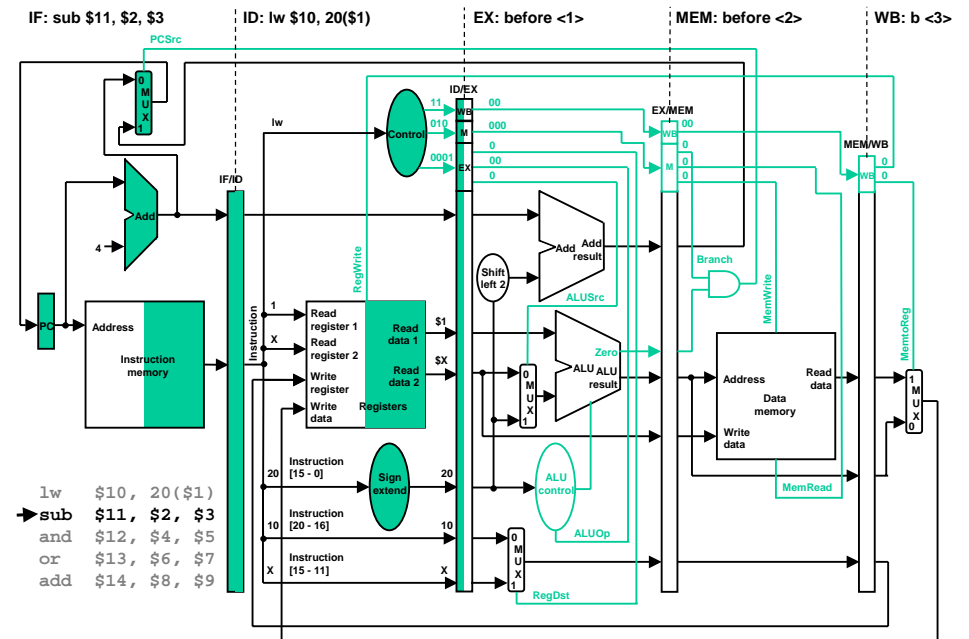 IF: sub $11, $2, $3
ID: lw $10, 20($1)
EX: before <1>
MEM: before <2>
WB: b <3>
PCSrc
0
M
U
X
1
Add
4
PC
Address
Instruction
memory
IF/ID
Instruction
lw
Control
11
010
0001
RegWrite
1
Read
register 1
X
Read
register 2
Write
register
Write
data
Registers
Read
data 1
Read
data 2
$1
$X
20
Instruction
[15 - 0]
Sign
extend
20
10
Instruction
[20 - 16]
10
X
Instruction
[15 - 11]
X
ID/EX
WB
M
EX
00
000
0
00
0
Add
Add
result
Shift
left 2
ALUSrc
0
M
U
X
1
ALU
ALU
result
Zero
ALU
control
ALUOp
0
M
U
X
1
RegDst
EX/MEM
WB
M
00
0
0
0
Branch
MemWrite
Address
Write
data
Data
memory
Read
data
MemRead
MEM/WB
WB
0
0
MemtoReg
1
M
U
X
0
lw $10, 20($1)
sub $11, $2, $3
and $12, $4, $5
or $13, $6, $7
add $14, $8, $9